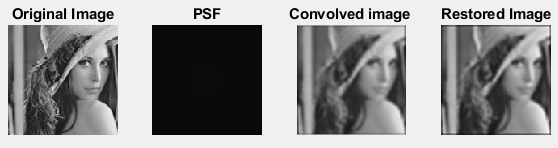 Original Image
PSF
Convolved image
Restored Image